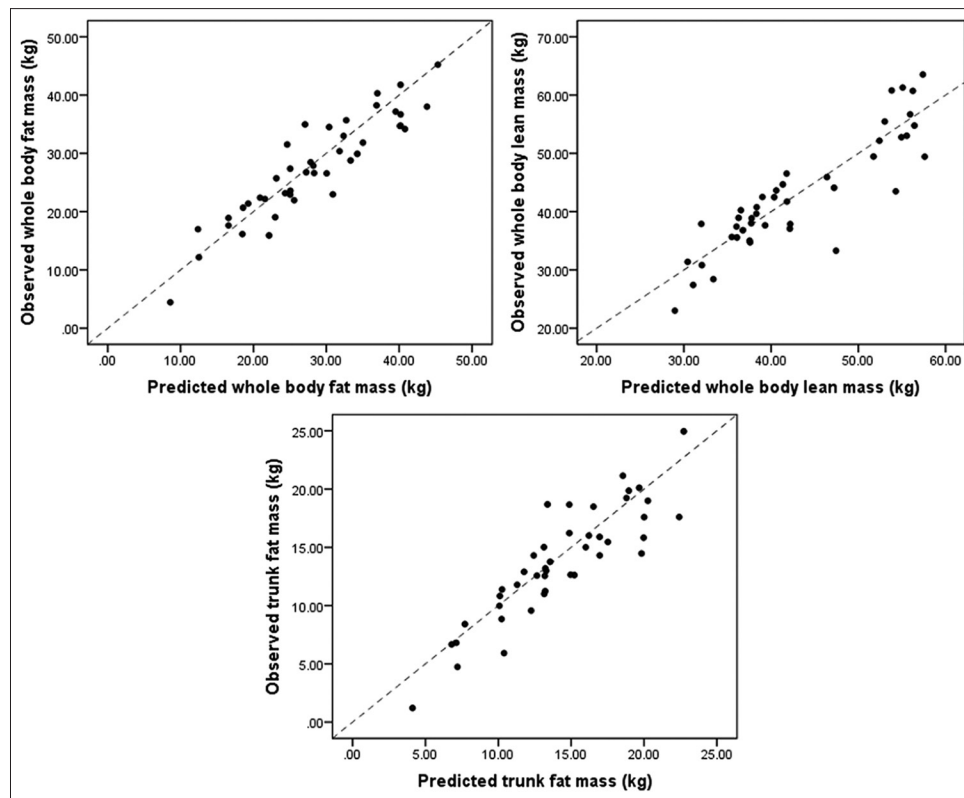 50.00
40.00
30.00
20.00
10.00
.00
Observed whole body fat mass (kg)
.00 10.00 20.00 30.00 40.00 50.00
Predicted whole body fat mass (kg)
70.00
60.00
50.00
40.00
30.00
20.00
Observed whole body lean mass (kg)
20.00 30.00 40.00 50.00 60.00
Predicted whole body lean mass (kg)
25.00
20.00
15.00
10.00
5.00
.00
Observed trunk fat mass (kg)
.00 5.00 10.00 15.00 20.00 25.00
Predicted trunk fat mass (kg)